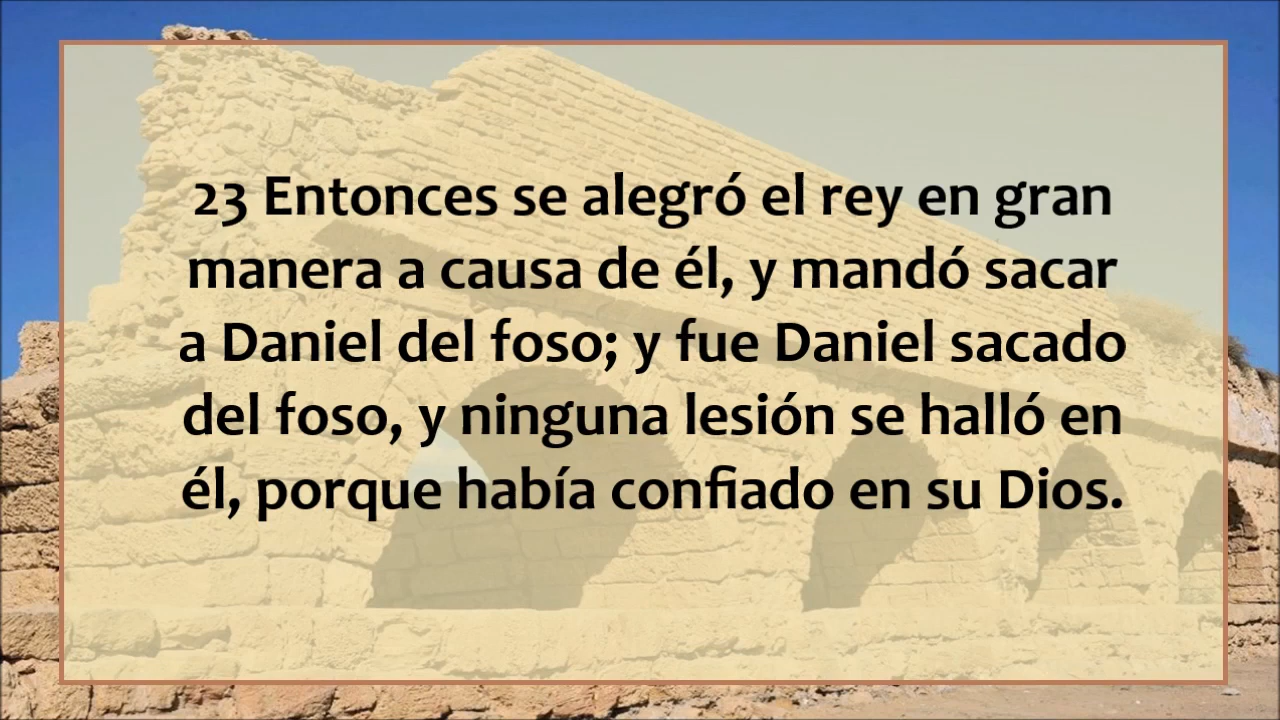 23 Entonces se alegró el rey en gran
manera a causa de él, y mandó sacar
a Daniel del foso; y fue Daniel sacado
del foso, y ninguna lesión se halló en
él, porque había confiado en su Dios.